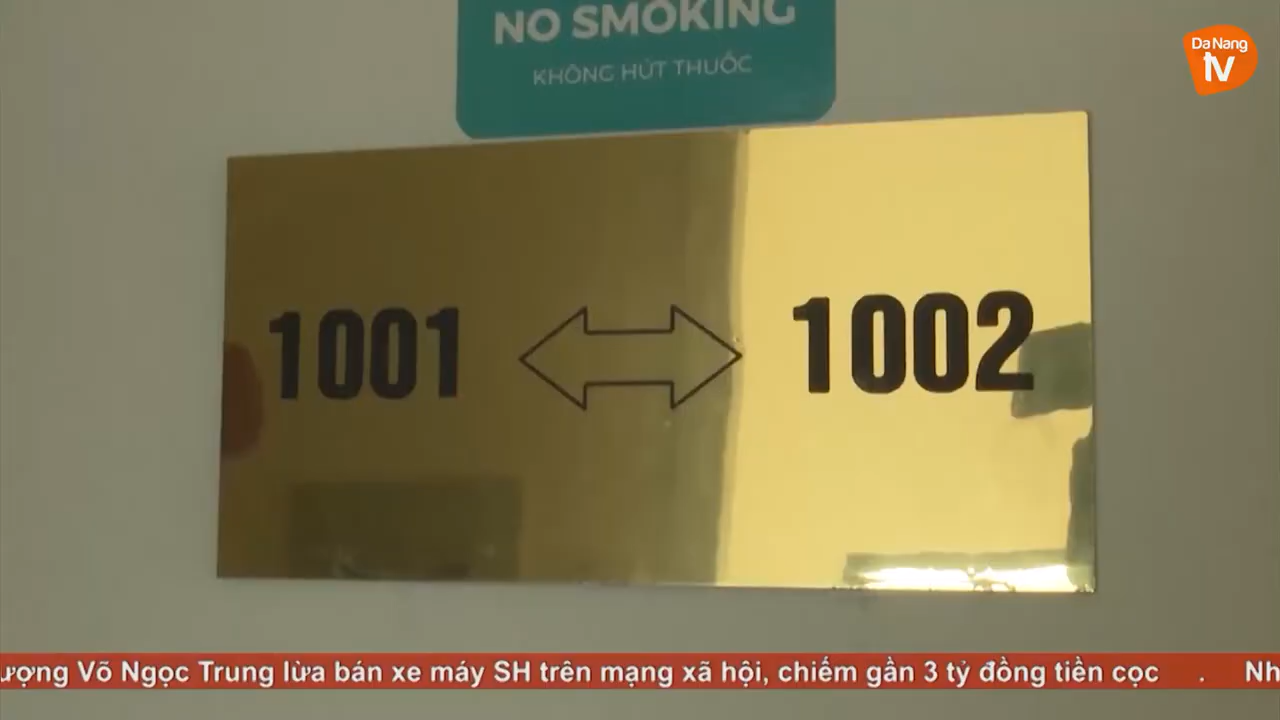 NO SMOKING
KHÔNG HÚT THUỐC
Da Nang
TV
1001
1002
ượng Võ Ngọc Trung lừa bán xe máy SH trên mạng xã hội, chiếm gần 3 tỷ đồng tiền cọc . Nh